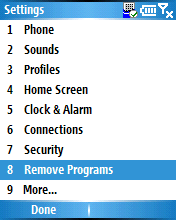 Settings
1 Phone
2 Sounds
3 Profiles
4 Home Screen
5 Clock & Alarm
6 Connections
7 Security
8 Remove Programs
9 More...
Done